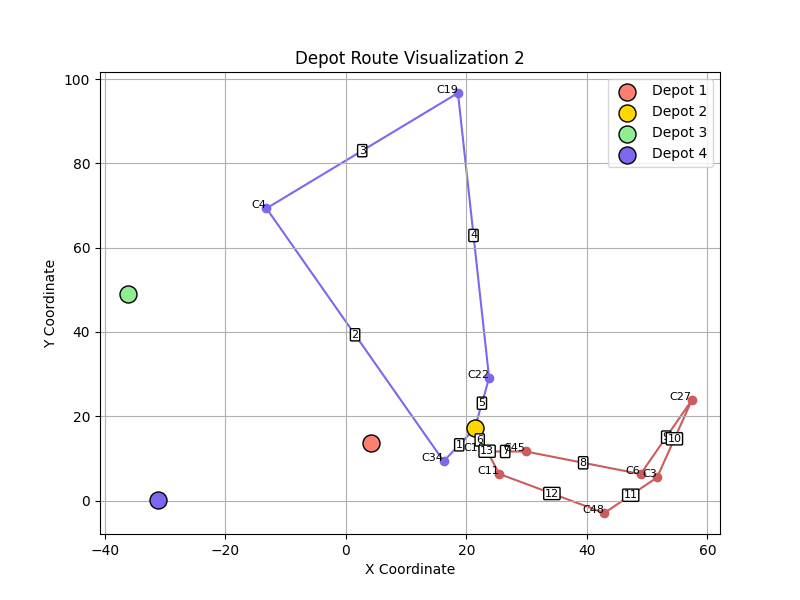 Depot Route Visualization 2
Depot 1
Depot 2
Depot 3
Depot 4
Y Coordinate
100
80
60
40
20
0
C19
3
C4
4
2
C22
5
C27
1
6
C34
13
7
C45
9
10
8
C11
C6
C3
12
11
C48
−40
−20
0
20
40
60
X Coordinate